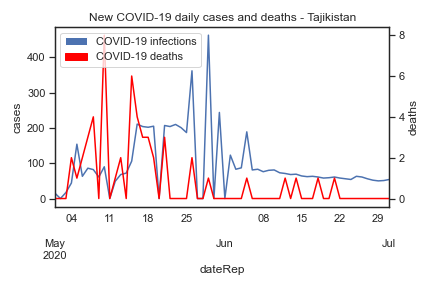 New COVID-19 daily cases and deaths - Tajikistan
COVID-19 infections
COVID-19 deaths
400
300
200
100
0
cases
8
6
4
2
0
deaths
04 11 18 25 08 15 22 29
May Jun Jul
2020
dateRep